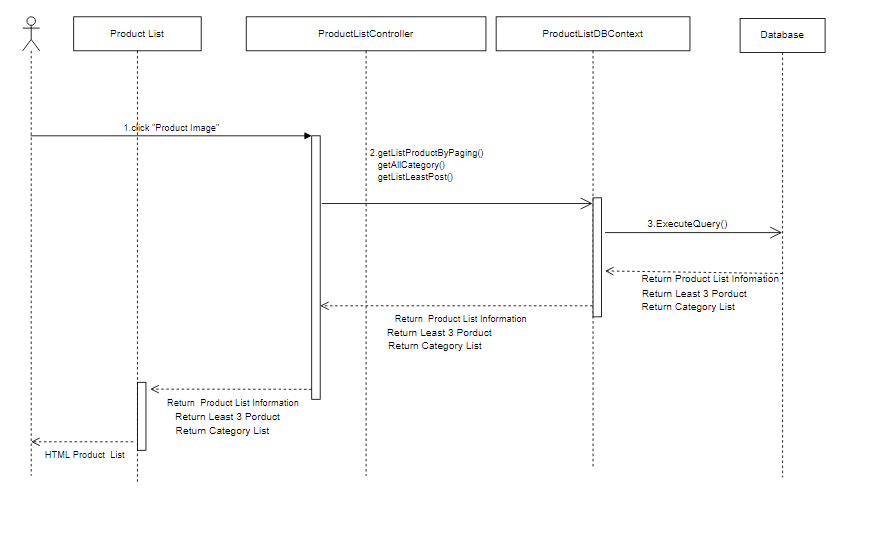 Product List
ProductListController
ProductListDBContext
Database
1.click "Product Image"
2.getListProductByPaging()
getAllCategory()
getListLeastPost()
3.ExecuteQuery()
Return Product List Infomation
Return Least 3 Porduct
Return Category List
Return Product List Information
Return Least 3 Porduct
Return Category List
Return Product List Information
Return Least 3 Porduct
Return Category List
HTML Product List